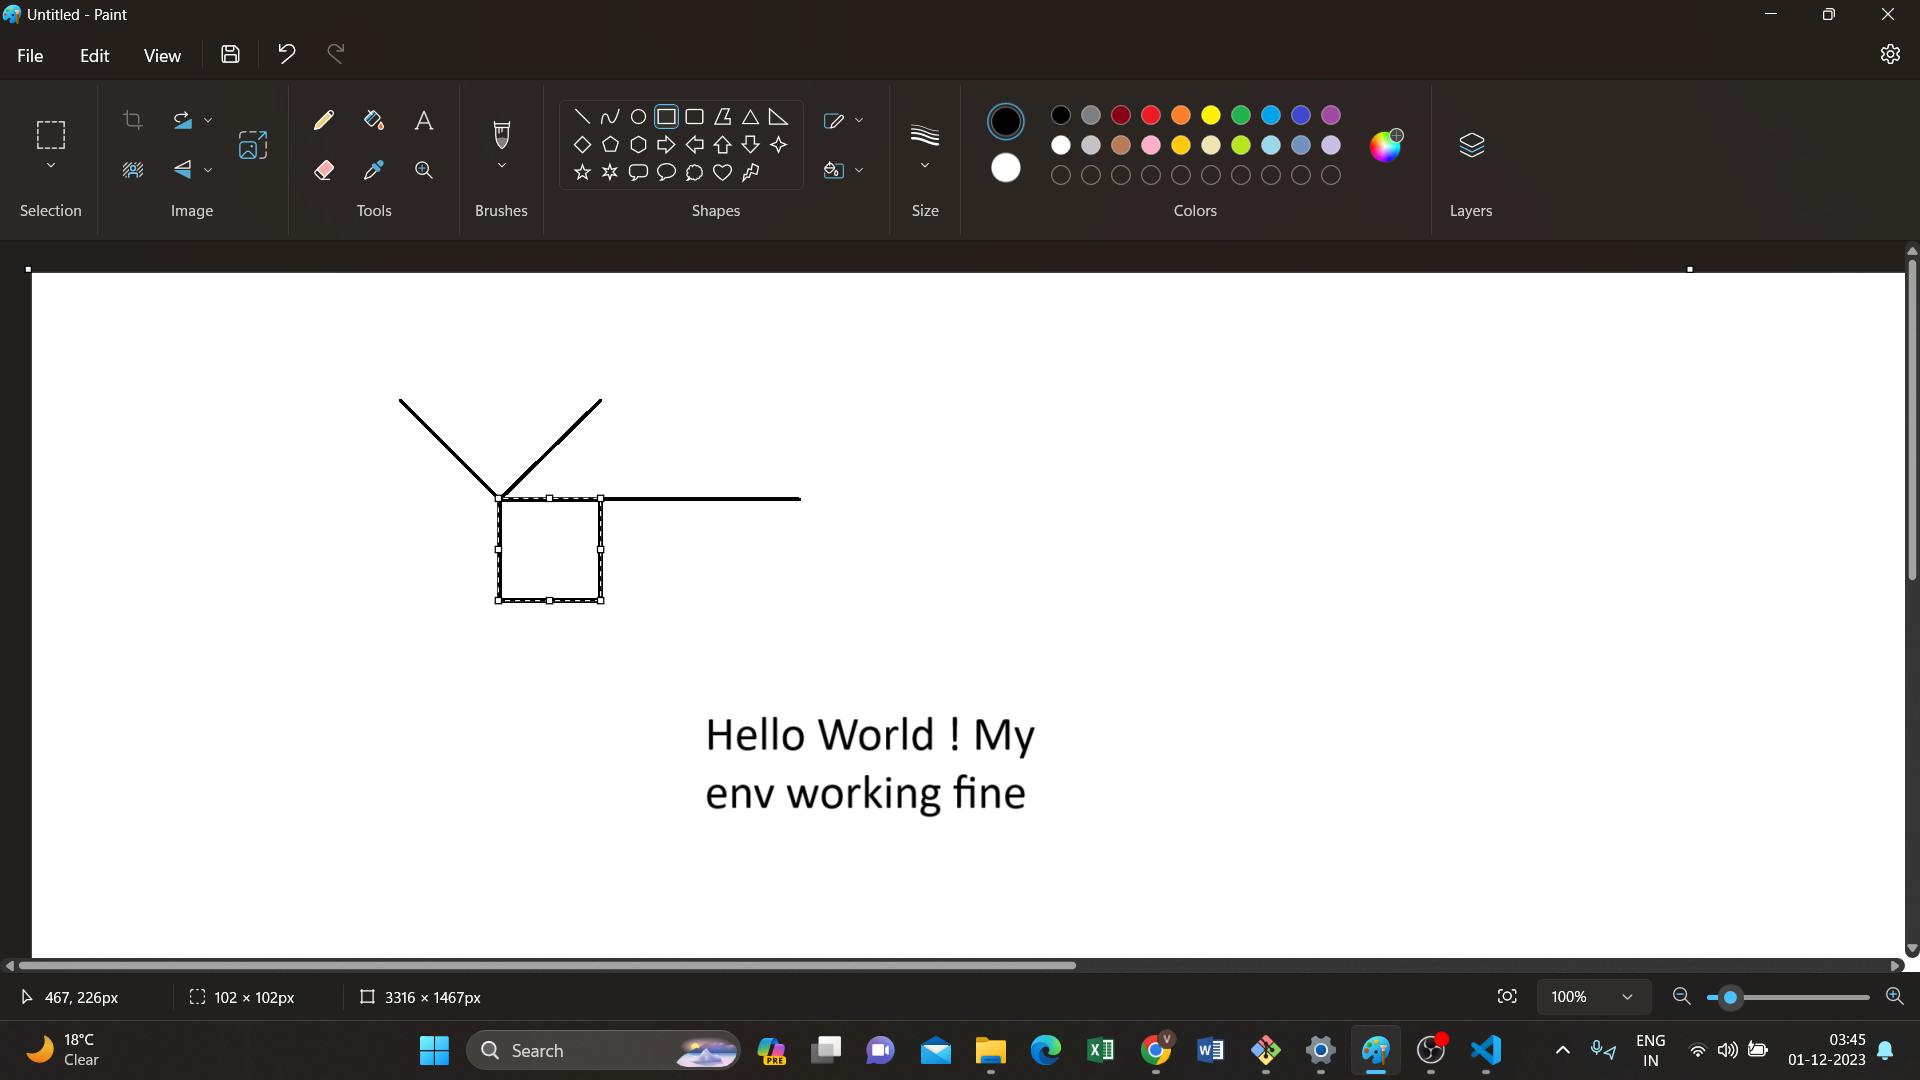 Untitled - Paint
File Edit View
Selection Image Tools Brushes Shapes Size Colors Layers
Hello World ! My
env working fine
467, 226px 102 × 102px 3316 × 1467px 100%
18°C
Clear
Search
PRE
V
ENG
IN
03:45
01-12-2023